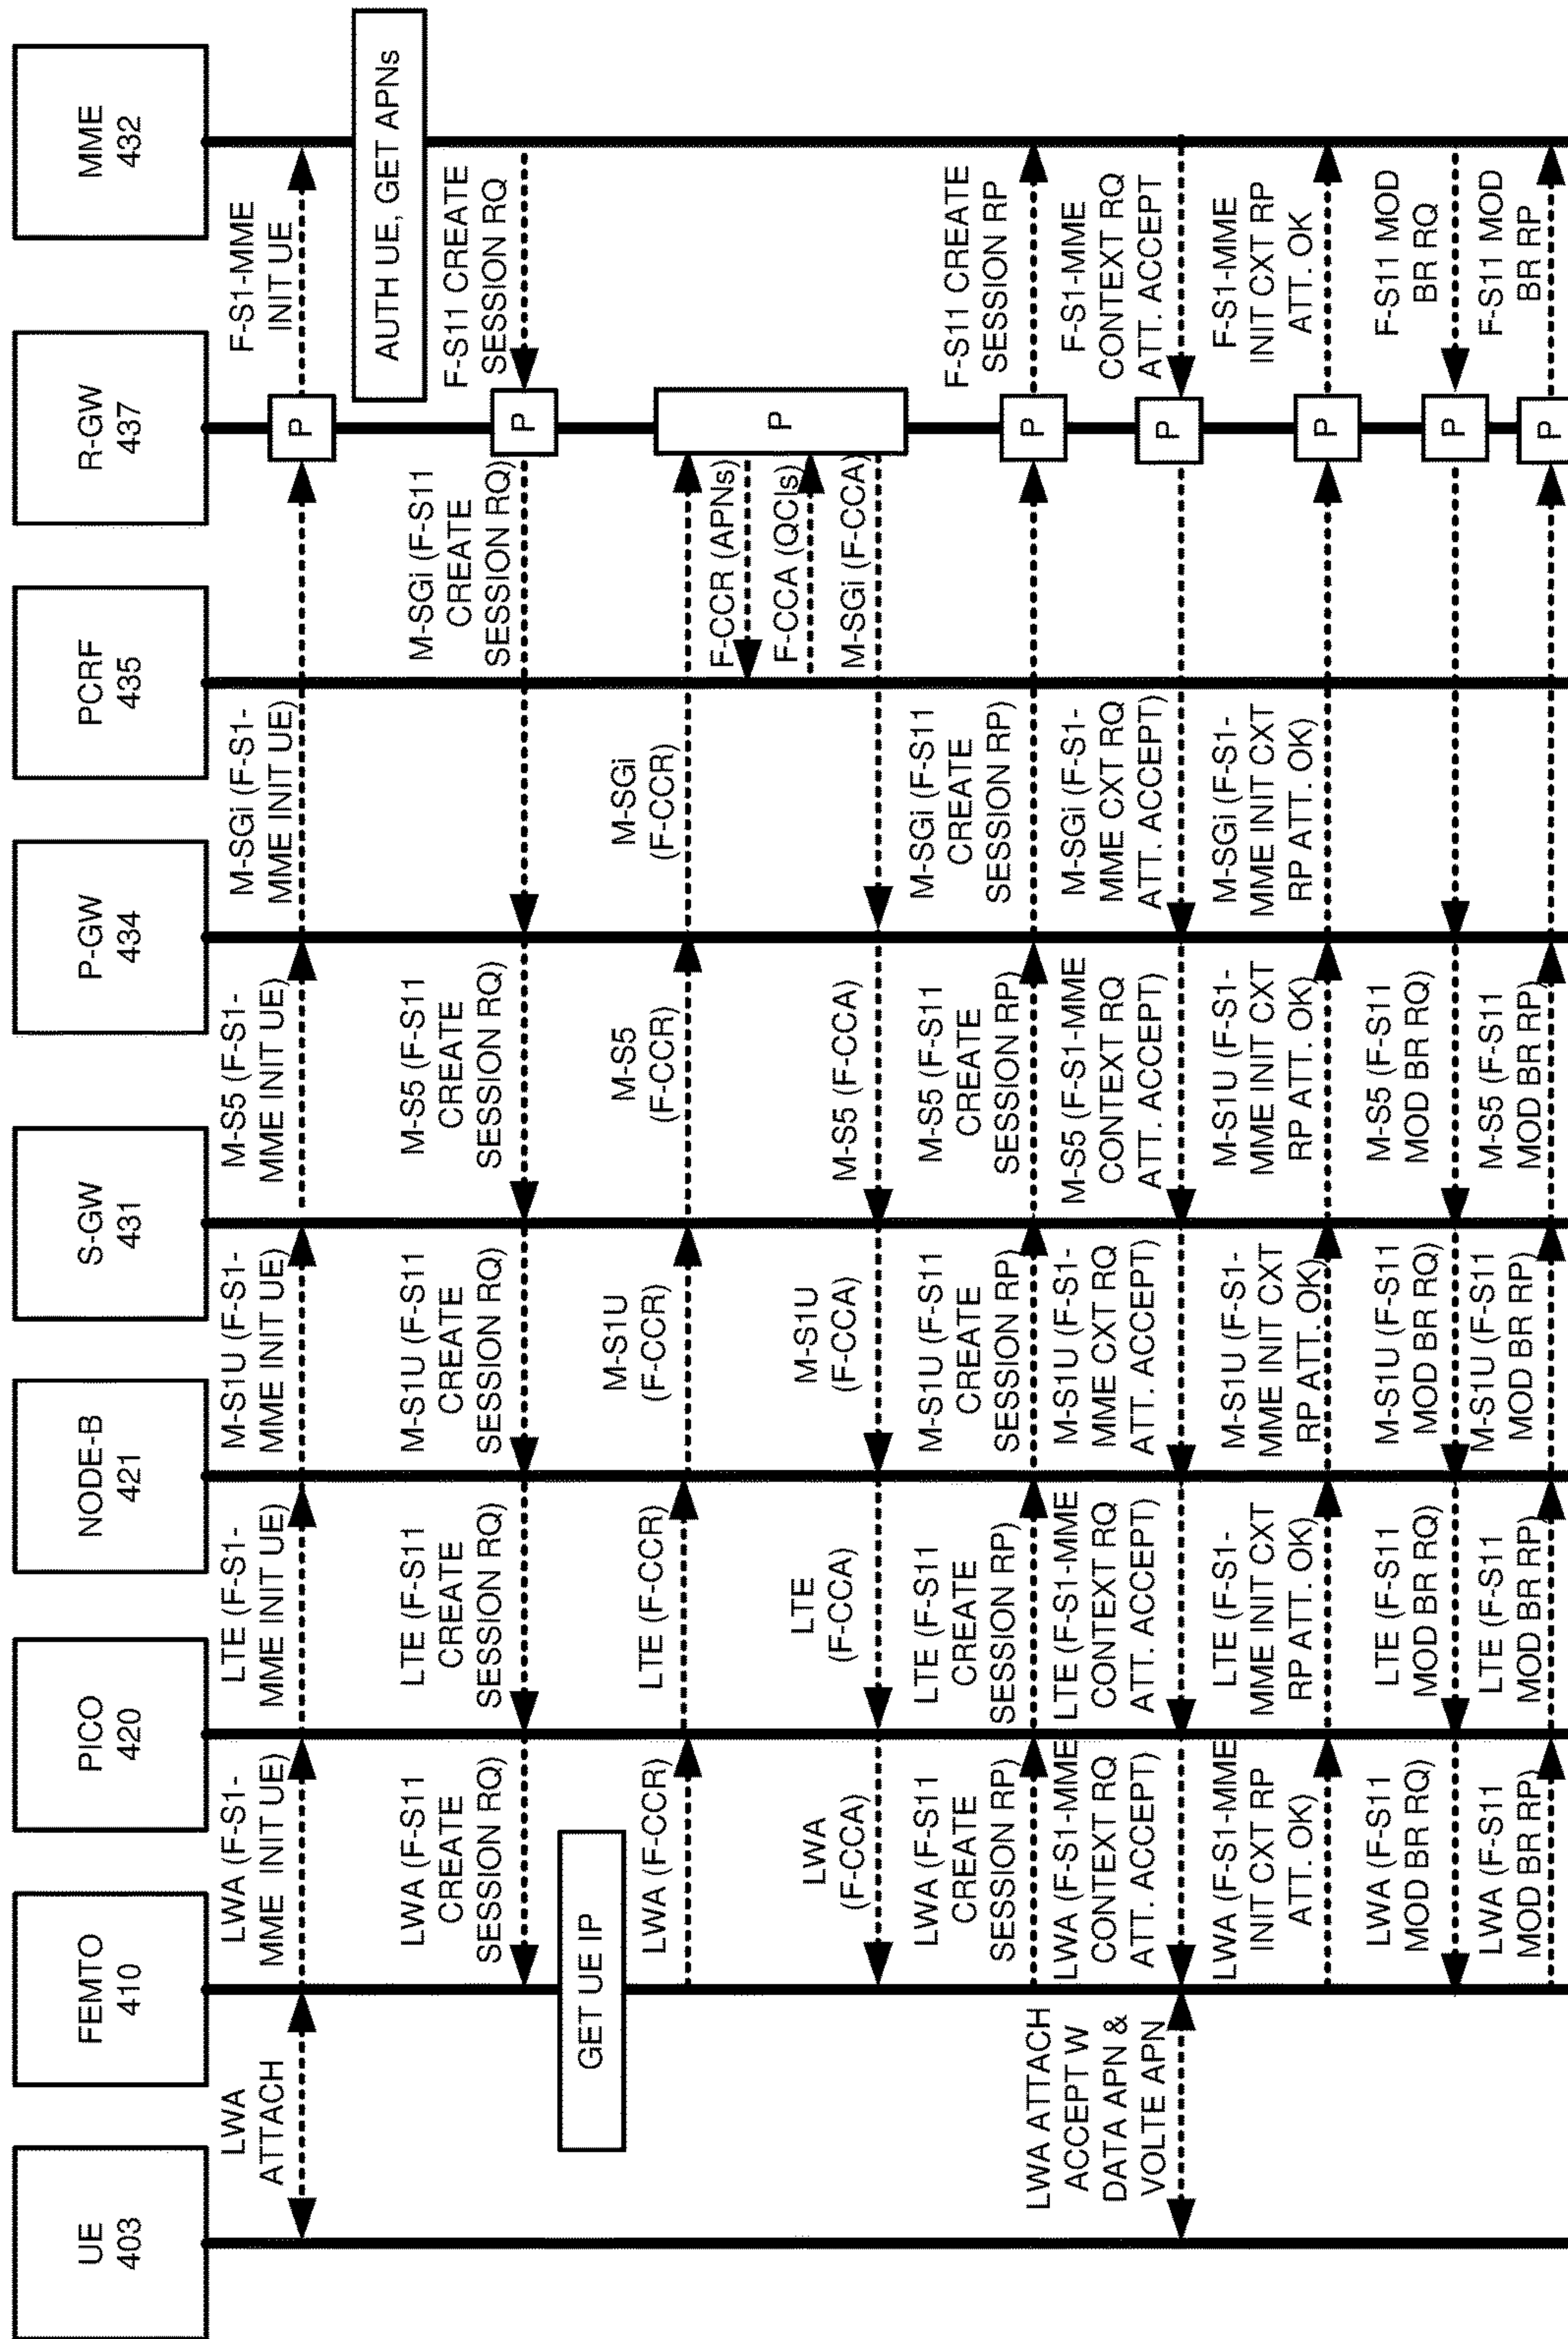 UE
403
FEMTO
410
PICO
420
NODE-B
421
S-GW
431
P-GW
434
PCRF
435
R-GW
437
MME
432
LWA
ATTACH
LWA (F-S1-
MME INIT UE)
LTE (F-S1-
MME INIT UE)
M-S1U (F-S1-
MME INIT UE)
M-S5 (F-S1-
MME INIT UE)
M-SGi (F-S1-
MME INIT UE)
P
F-S1-MME
INIT UE
AUTH UE, GET APNs
LWA (F-S11
CREATE
SESSION RQ)
LTE (F-S11
CREATE
SESSION RQ)
M-S1U (F-S11
CREATE
SESSION RQ)
M-S5 (F-S11
CREATE
SESSION RQ)
M-SGi (F-S11
CREATE
SESSION RQ)
P
F-S11 CREATE
SESSION RQ
GET UE IP
LWA (F-CCR)
LTE (F-CCR)
M-S1U
(F-CCR)
M-S5
(F-CCR)
M-SGi
(F-CCR)
P
F-CCR (APNs)
F-CCA (QCIs)
LWA
(F-CCA)
LTE
(F-CCA)
M-S1U
(F-CCA)
M-S5 (F-CCA)
M-SGi (F-CCA)
LWA (F-S11
CREATE
SESSION RP)
LTE (F-S11
CREATE
SESSION RP)
M-S1U (F-S11
CREATE
SESSION RP)
M-S5 (F-S11
CREATE
SESSION RP)
M-SGi (F-S11
CREATE
SESSION RP)
P
F-S11 CREATE
SESSION RP
LWA ATTACH
ACCEPT W
DATA APN &
VOLTE APN
LWA (F-S1-MME
CONTEXT RQ
ATT. ACCEPT)
LTE (F-S1-MME
CONTEXT RQ
ATT. ACCEPT)
M-S1U (F-S1-
MME CXT RQ
ATT. ACCEPT)
M-S5 (F-S1-MME
CONTEXT RQ
ATT. ACCEPT)
M-SGi (F-S1-
MME CXT RQ
ATT. ACCEPT)
P
F-S1-MME
CONTEXT RQ
ATT. ACCEPT
LWA (F-S1-MME
INIT CXT RP
ATT. OK)
LTE (F-S1-
MME INIT CXT
RP ATT. OK)
M-S1U (F-S1-
MME INIT CXT
RP ATT. OK)
M-S1U (F-S1-
MME INIT CXT
RP ATT. OK)
M-SGi (F-S1-
MME INIT CXT
RP ATT. OK)
P
F-S1-MME
INIT CXT RP
ATT. OK
LWA (F-S11
MOD BR RQ)
LTE (F-S11
MOD BR RQ)
M-S1U (F-S11
MOD BR RQ)
M-S5 (F-S11
MOD BR RQ)
P
F-S11 MOD
BR RQ
LWA (F-S11
MOD BR RP)
LTE (F-S11
MOD BR RP)
M-S1U (F-S11
MOD BR RP)
M-S5 (F-S11
MOD BR RP)
P
F-S11 MOD
BR RP